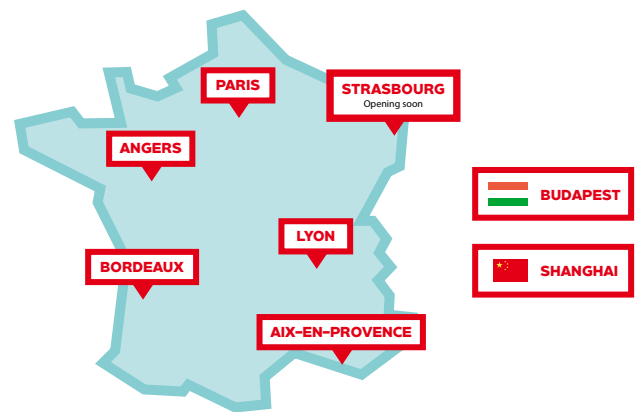 PARIS
STRASBOURG
Opening soon
ANGERS
BUDAPEST
LYON
BORDEAUX
SHANGHAI
AIX-EN-PROVENCE